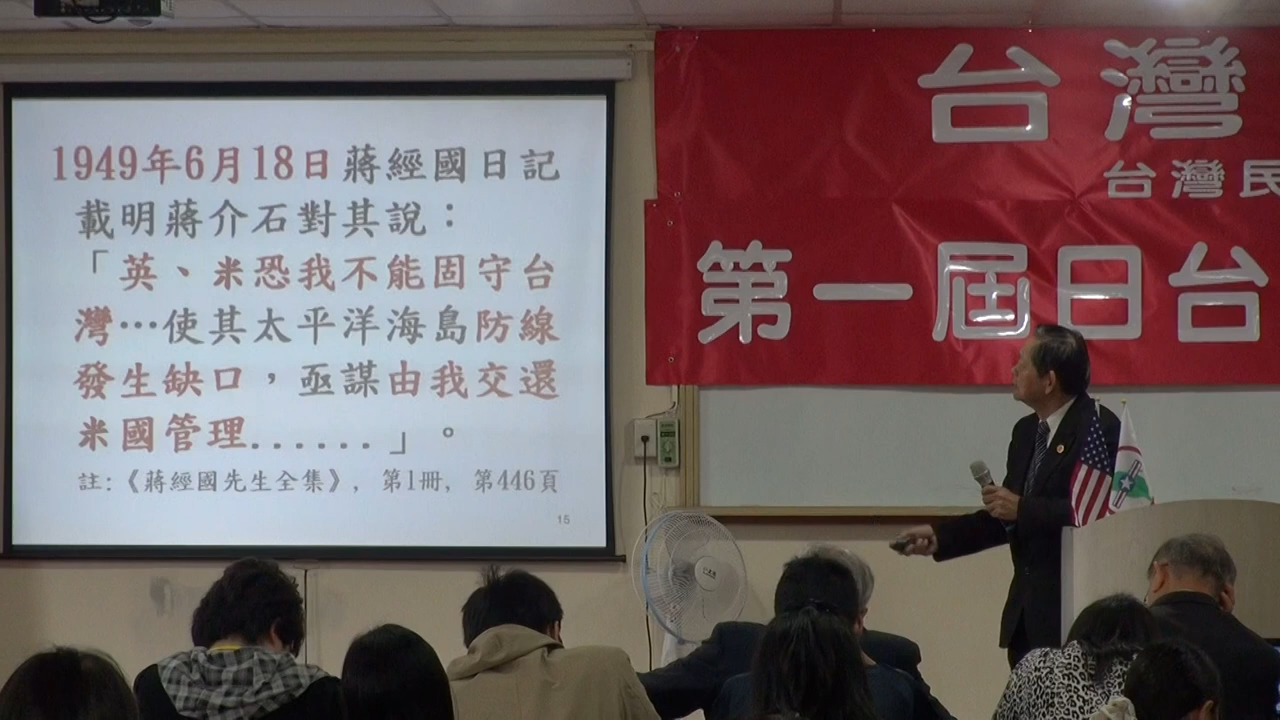 1949年6月18日蔣經國日記
載明蔣介石對其說：
「英、米恐我不能固守台
灣…使其太平洋海島防線
發生缺口，亟謀由我交還
米國管理......」。
註:《蔣經國先生全集》, 第1冊, 第446頁
15
台灣
台灣民
第一屆日台